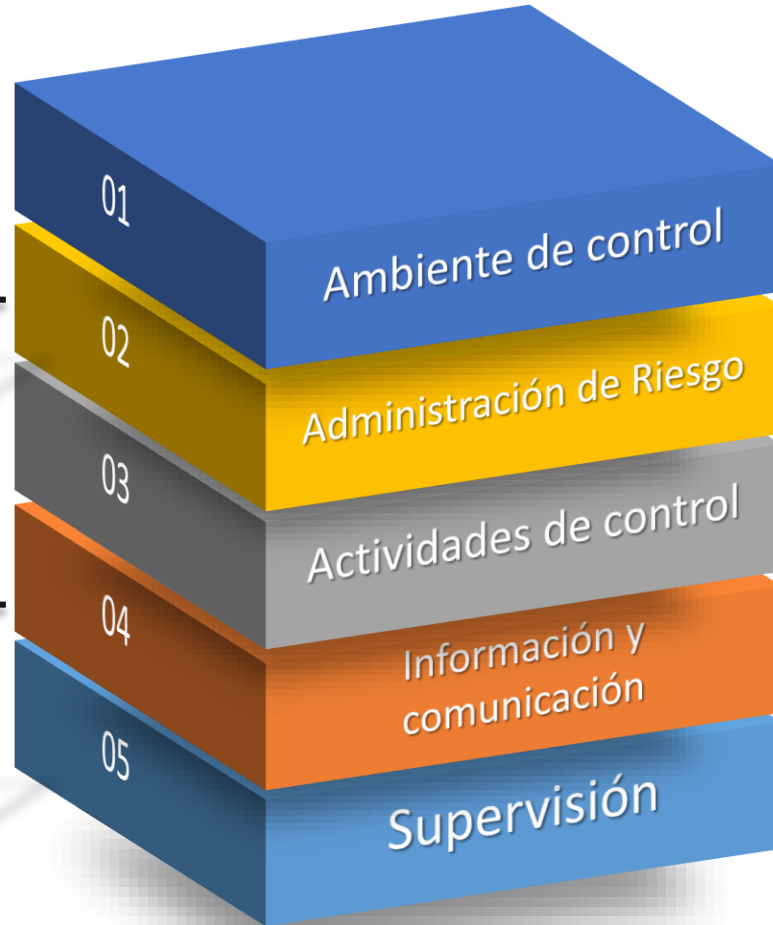 01
Ambiente de control
02
Administración de Riesgo
03
Actividades de control
04
Información y
comunicación
05
Supervisión